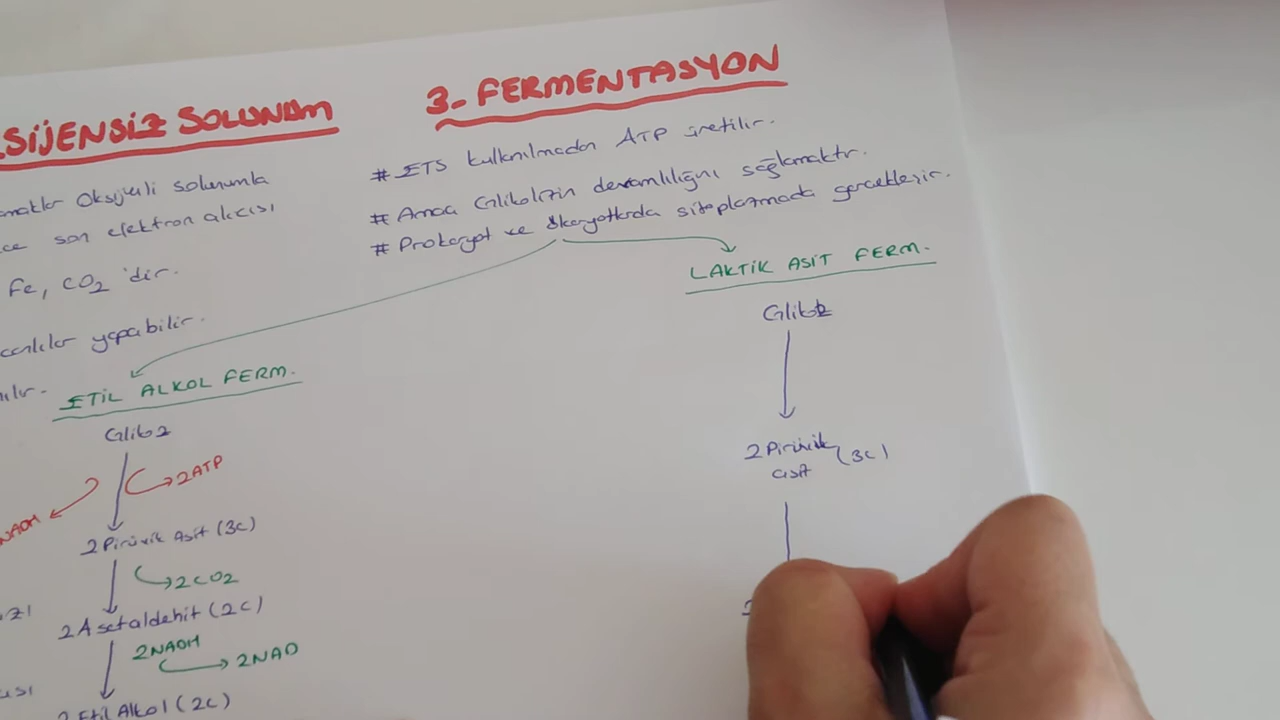 SİJENSİZ SOLUNUM
Oksijenli solunumla
son elektron alıcısı
Fe, CO2 'dir.
yapabilir.
3- FERMENTASYON
# ETS kullanılmadan ATP üretilir.
# Amaç Glikolizin devamlılığını sağlamaktır.
# Prokaryot ve ökaryotlarda sitoplazmada gerçekleşir.
ETİL ALKOL FERM.
Glikoz
2ATP
NADH
2 Pirüvik Asit (3C)
2CO2
2 Asetaldehit (2C)
2NADH
2NAD
2 Etil Alkol (2C)
LAKTİK ASİT FERM.
Glikoz
2 Pirüvik (3C)
asit
2